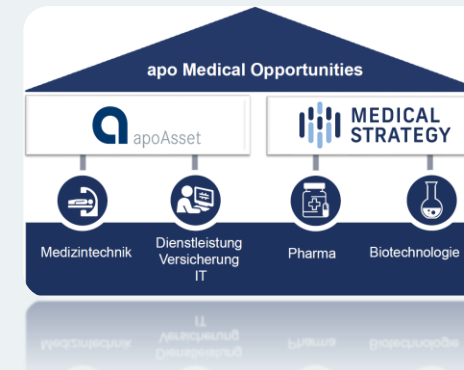 apo Medical Opportunities
apoAsset
MEDICAL
STRATEGY
Medizintechnik
Dienstleistung
Versicherung
IT
Pharma
Biotechnologie